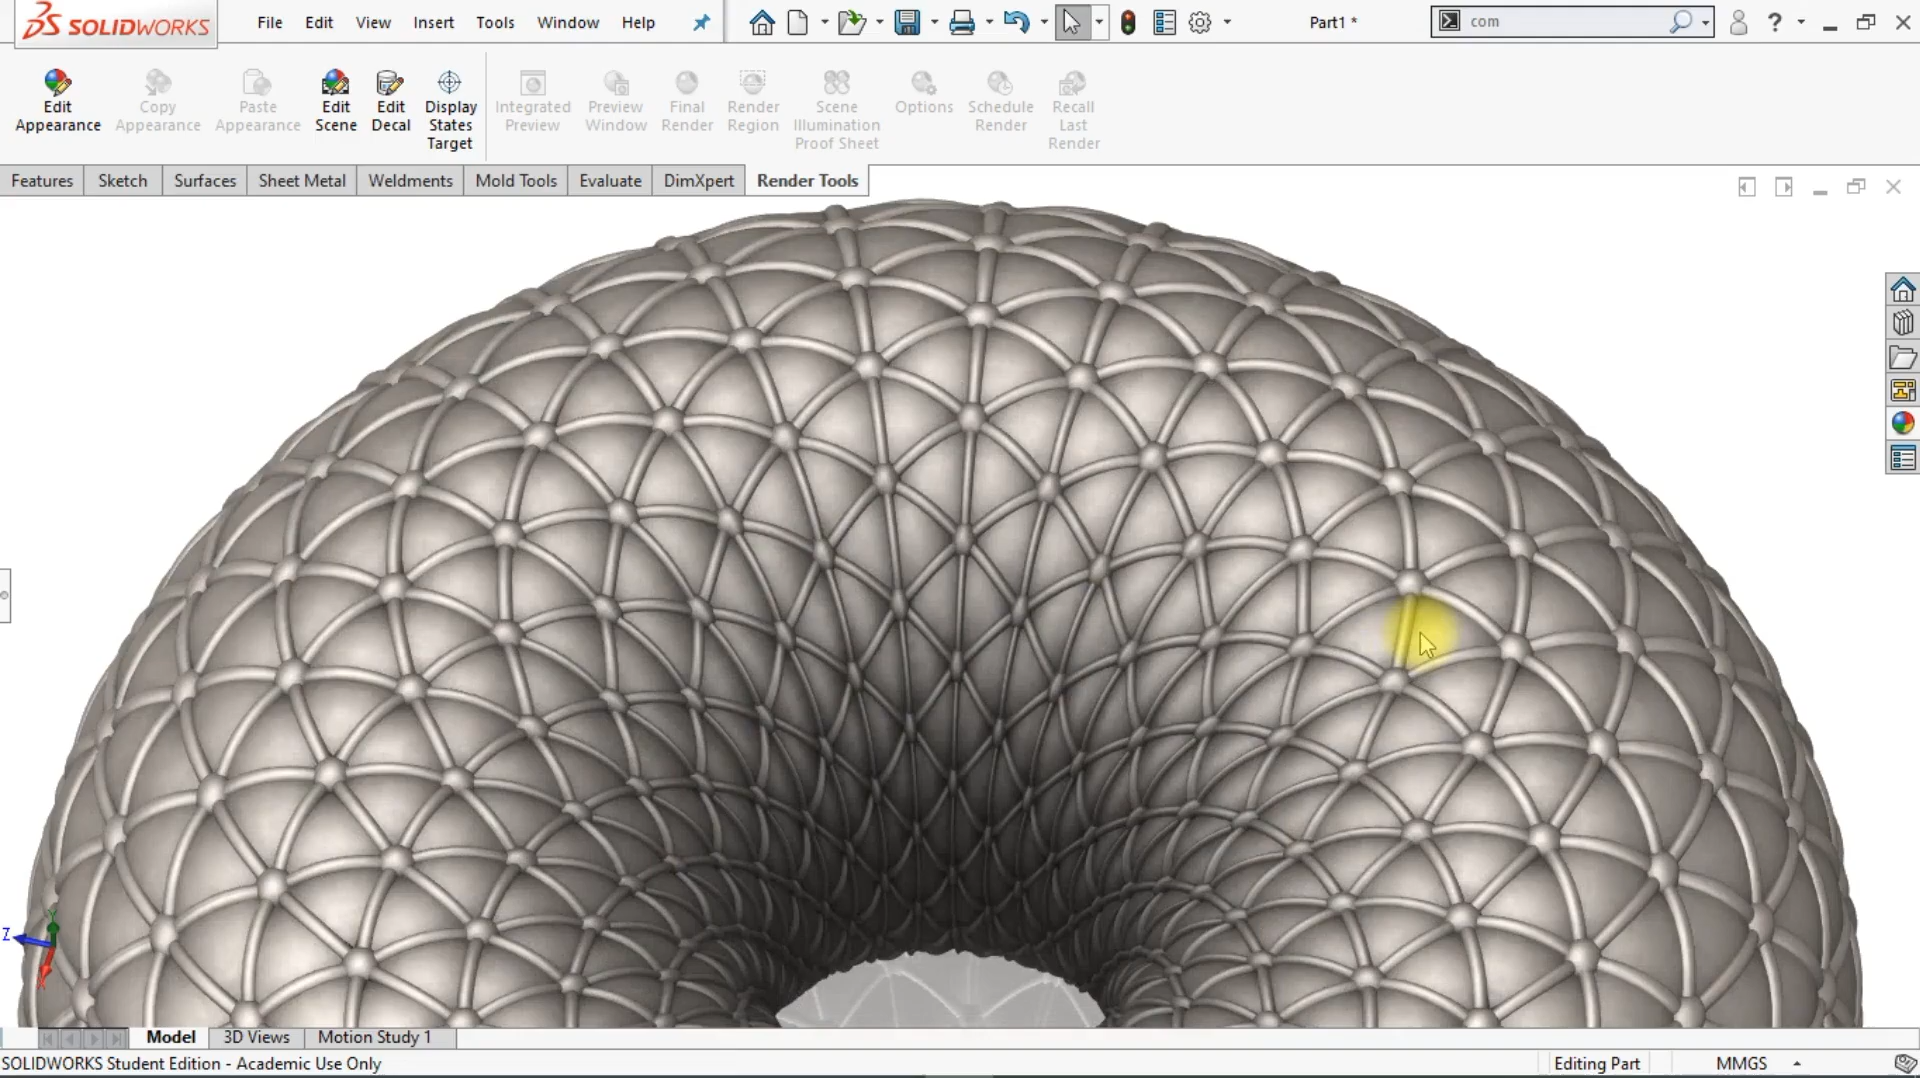 SOLIDWORKS File Edit View Insert Tools Window Help Part1 * com ?
Edit Appearance
Copy Appearance
Paste Appearance
Edit Scene
Edit Decal
Display States Target
Integrated Preview
Preview Window
Final Render
Render Region
Scene Illumination Proof Sheet
Options
Schedule Render
Recall Last Render
Features Sketch Surfaces Sheet Metal Weldments Mold Tools Evaluate DimXpert Render Tools
Y
Z
X
Model 3D Views Motion Study 1
SOLIDWORKS Student Edition - Academic Use Only Editing Part MMGS